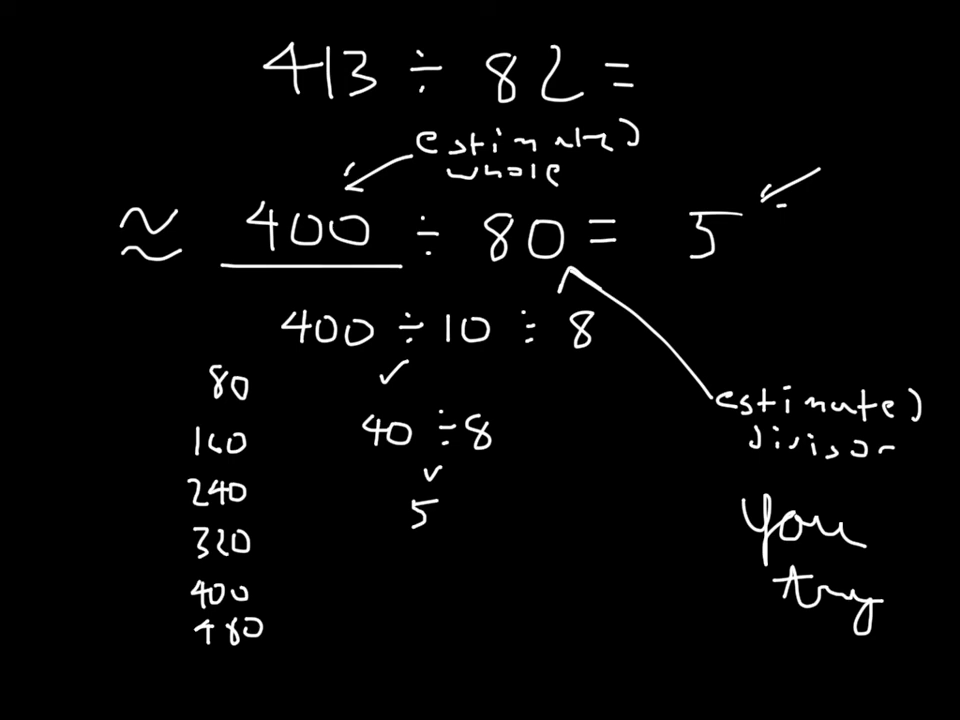 413 ÷ 82 =
estimated
whole
≈ 400 ÷ 80 = 5
400 ÷ 10 ÷ 8
80
160
240
320
400
480
40 ÷ 8
5
estimated
divisor
you
try